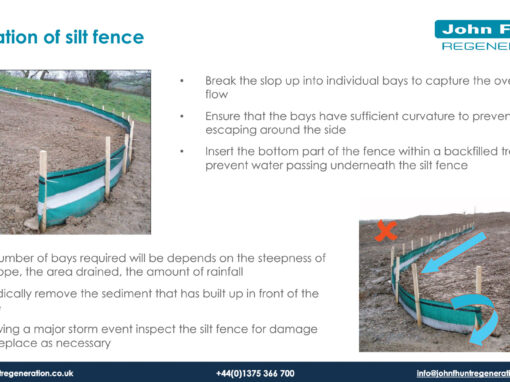 ation of silt fence
John F
REGENER
• Break the slop up into individual bays to capture the ove
flow
• Ensure that the bays have sufficient curvature to preven
escaping around the side
• Insert the bottom part of the fence within a backfilled tre
prevent water passing underneath the silt fence
umber of bays required will be depends on the steepness of
ope, the area drained, the amount of rainfall
dically remove the sediment that has built up in front of the
wing a major storm event inspect the silt fence for damage
eplace as necessary
tregeneration.co.uk
+44(0)1375 366 700
info@johnfhuntregeneratio